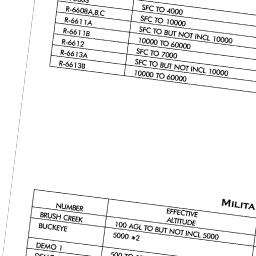 SFC TO 4000
R-6608A,B,C SFC TO 10000
R-6611A SFC TO BUT NOT INCL 10000
R-6611B 10000 TO 60000
R-6612 SFC TO 7000
R-6613A SFC TO BUT NOT INCL 10000
R-6613B 10000 TO 60000
MILITA
NUMBER EFFECTIVE
ALTITUDE
BRUSH CREEK 100 AGL TO BUT NOT INCL 5000
BUCKEYE 5000 *2
DEMO 1 500 TO